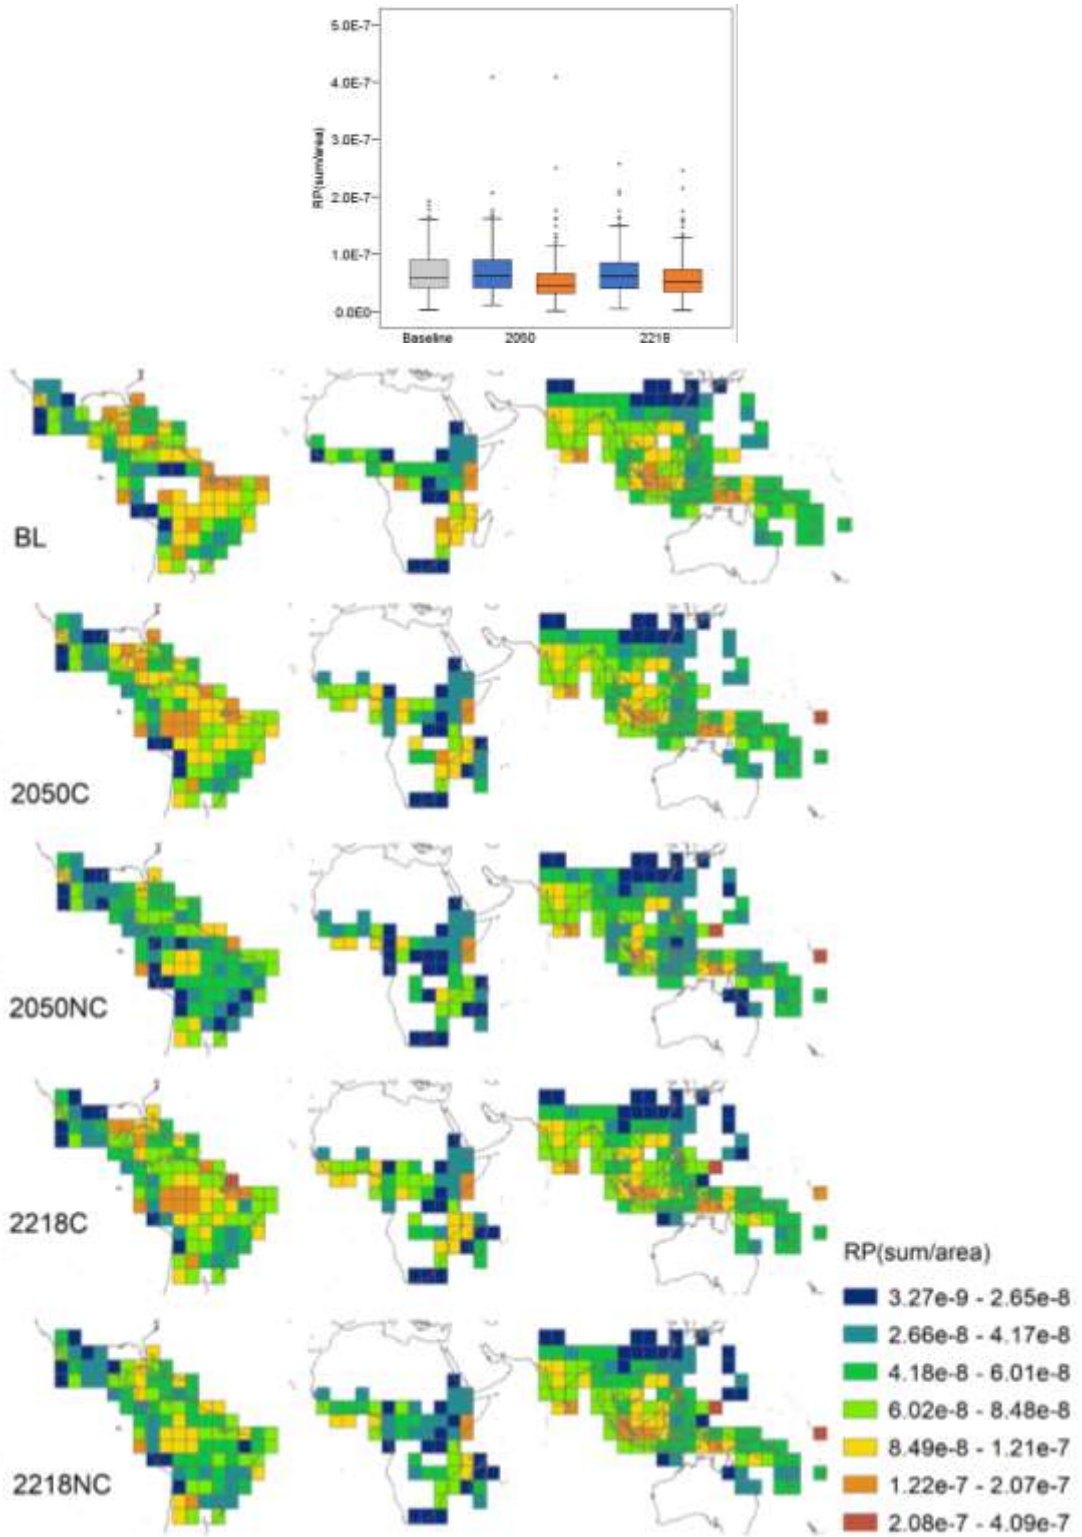 5.0E-7
4.0E-7
3.0E-7
2.0E-7
1.0E-7
0.0E0
RP(sum/area)
Baseline 2050 2218
BL
2050C
2050NC
2218C
2218NC
RP(sum/area)
3.27e-9 - 2.65e-8
2.66e-8 - 4.17e-8
4.18e-8 - 6.01e-8
6.02e-8 - 8.48e-8
8.49e-8 - 1.21e-7
1.22e-7 - 2.07e-7
2.08e-7 - 4.09e-7